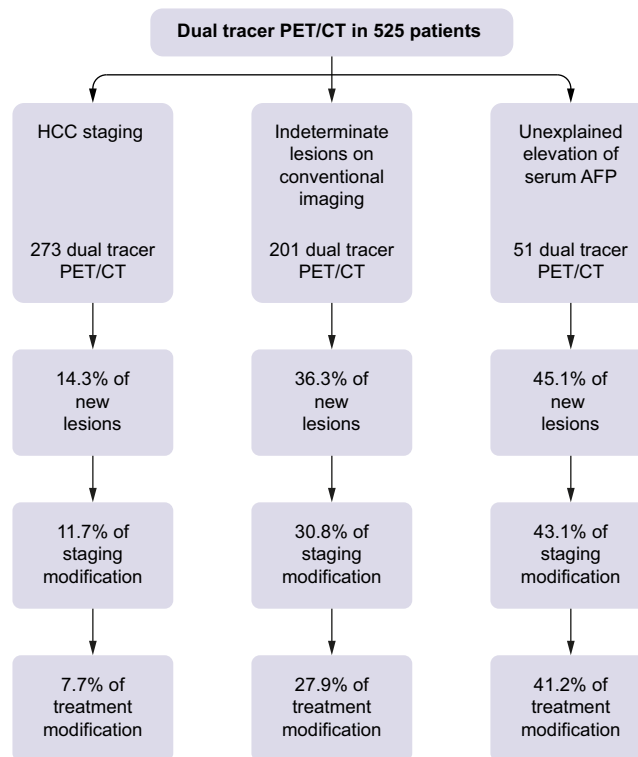 Dual tracer PET/CT in 525 patients
HCC staging
273 dual tracer
PET/CT
Indeterminate
lesions on
conventional
imaging
201 dual tracer
PET/CT
Unexplained
elevation of
serum AFP
51 dual tracer
PET/CT
14.3% of
new
lesions
36.3% of
new
lesions
45.1% of
new
lesions
11.7% of
staging
modification
30.8% of
staging
modification
43.1% of
staging
modification
7.7% of
treatment
modification
27.9% of
treatment
modification
41.2% of
treatment
modification